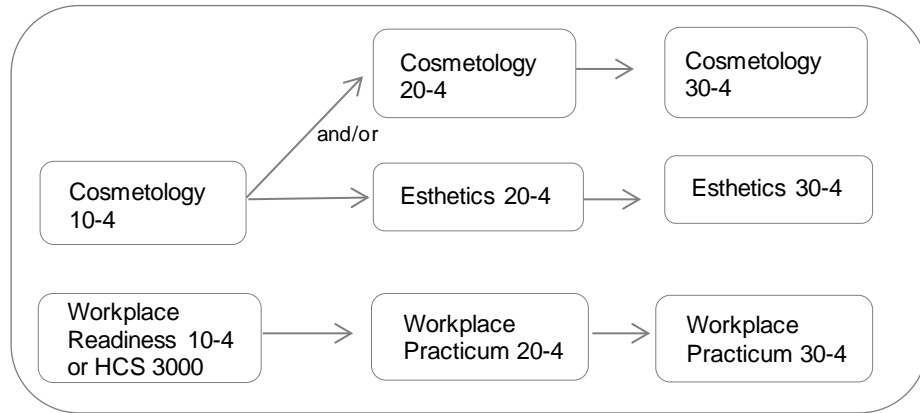 Cosmetology
20-4
Cosmetology
30-4
and/or
Cosmetology
10-4
Esthetics 20-4
Esthetics 30-4
Workplace
Readiness 10-4
or HCS 3000
Workplace
Practicum 20-4
Workplace
Practicum 30-4